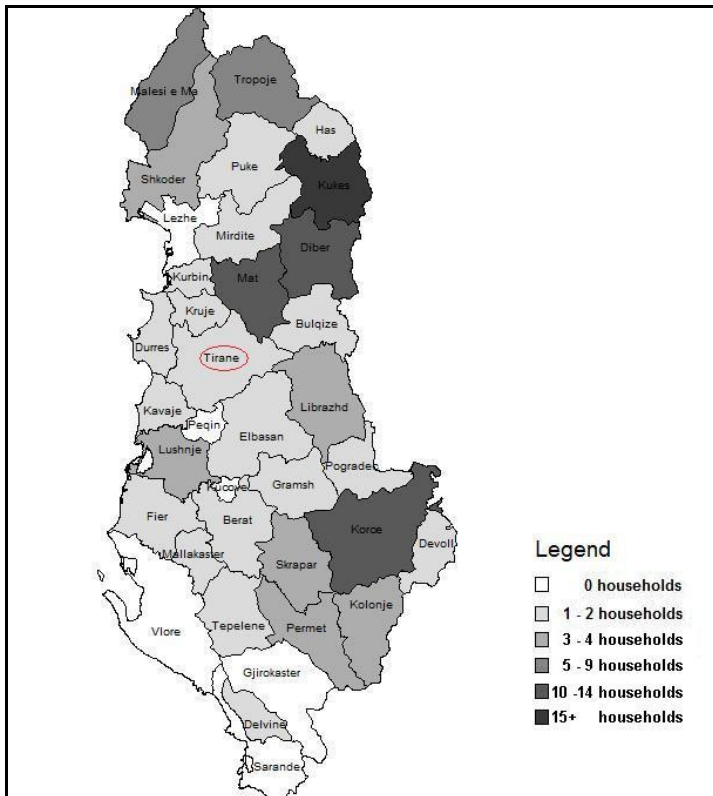 Malesi e Ma
Tropoje
Has
Puke
Shkoder
Kukes
Lezhe
Mirdite
Diber
Kurbin
Mat
Kruje
Bulqize
Durres
Tirane
Kavaje
Librazhd
Peqin
Elbasan
Lushnje
Pogradec
Kucove
Gramsh
Fier
Berat
Korce
Devoll
Mallakaster
Skrapar
Kolonje
Vlore
Tepelene
Permet
Gjirokaster
Delvine
Sarande
Legend
0 households
1 - 2 households
3 - 4 households
5 - 9 households
10 -14 households
15+ households